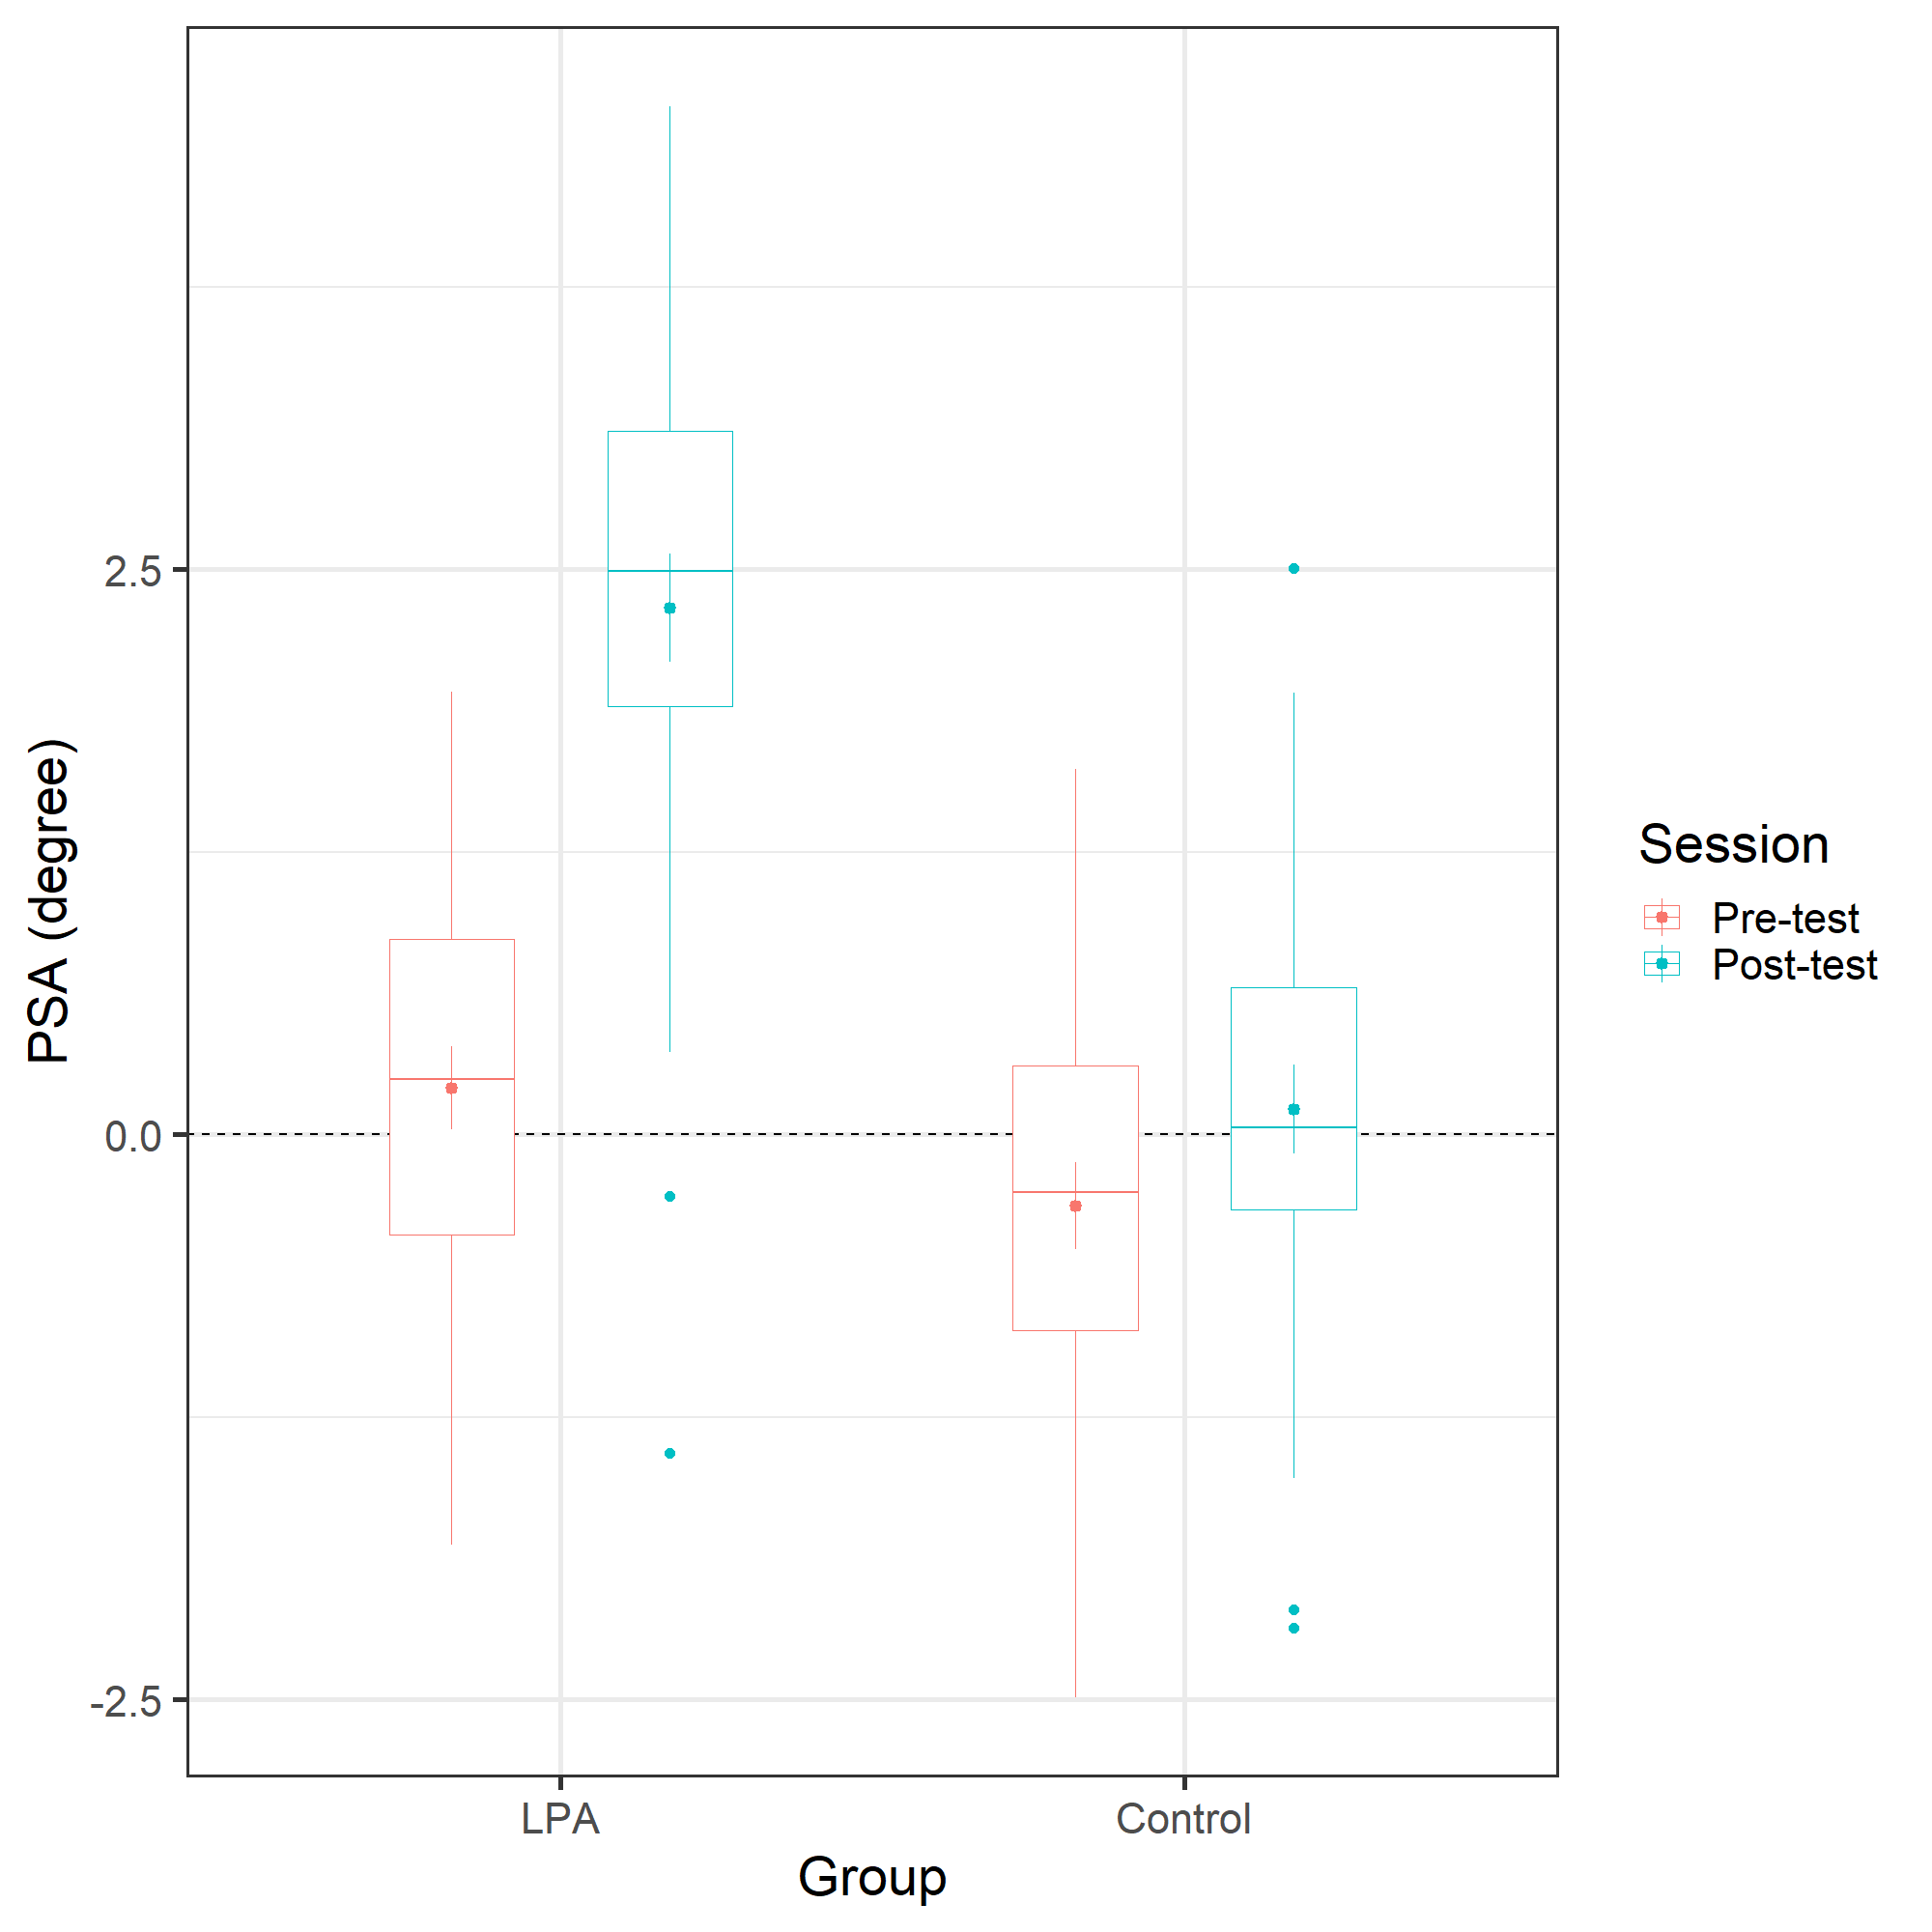 PSA (degree)
2.5
0.0
-2.5
LPA
Control
Group
Session
Pre-test
Post-test